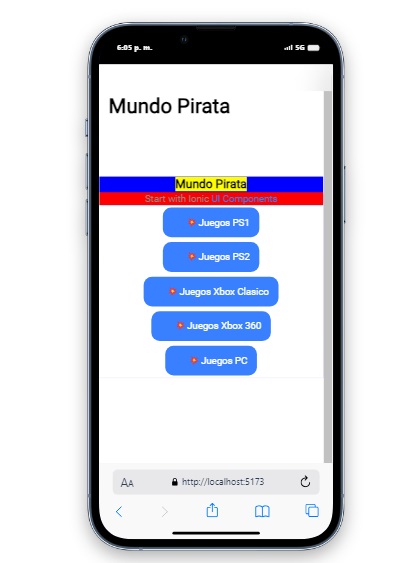 6:05 p. m.
5G
Mundo Pirata
Mundo Pirata
Start with Ionic UI Components
Juegos PS1
Juegos PS2
Juegos Xbox Clasico
Juegos Xbox 360
Juegos PC
AA
http://localhost:5173